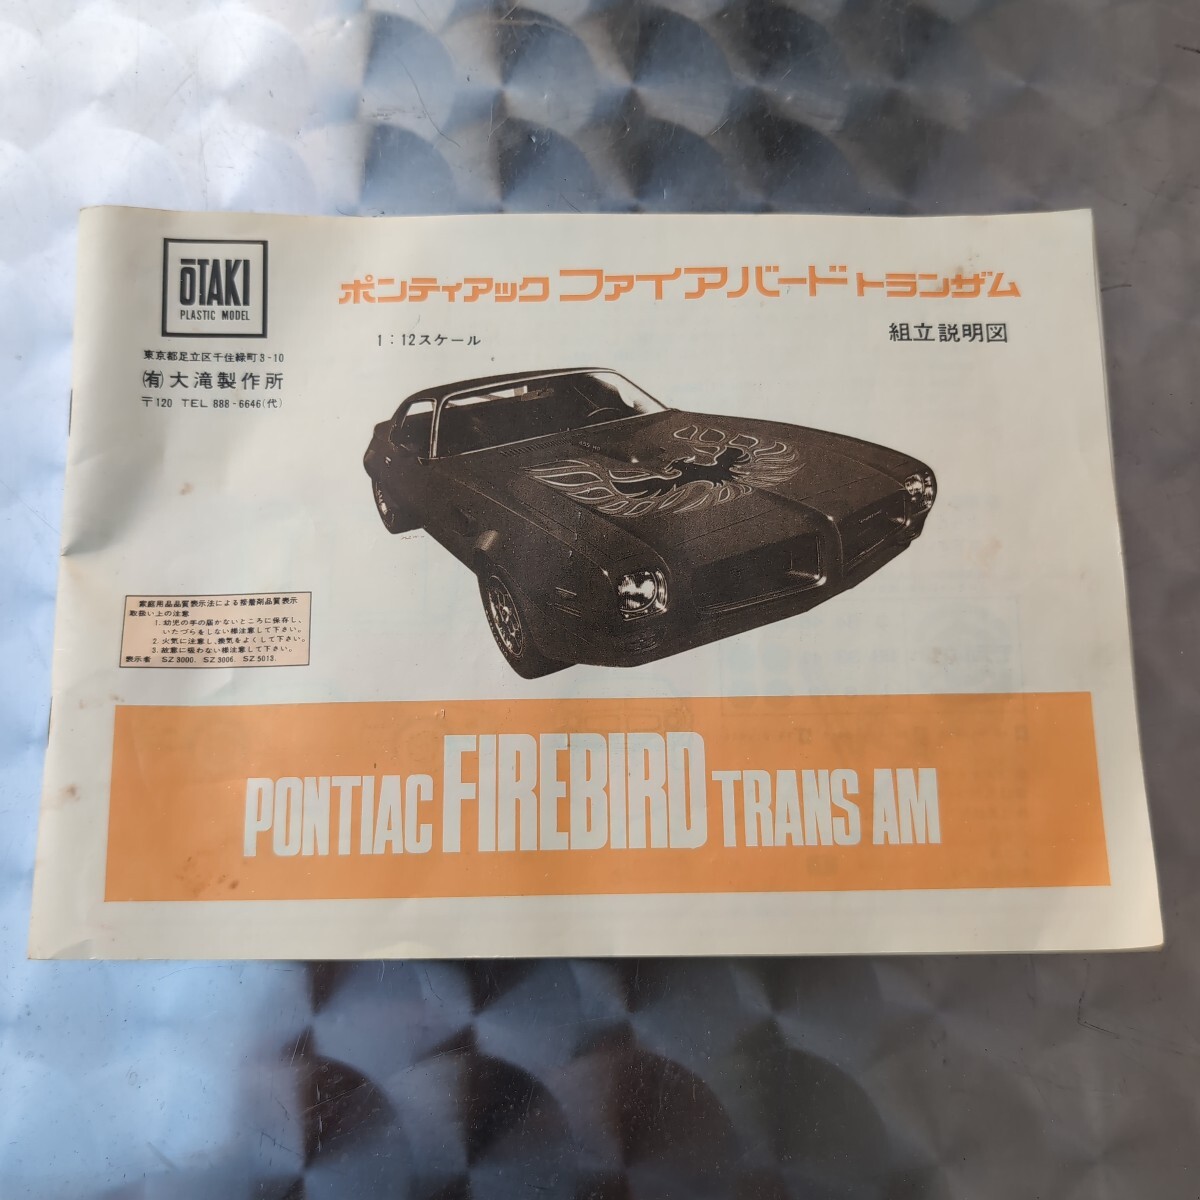 ŌTAKI
PLASTIC MODEL
東京都足立区千住緑町3-10
(有)大滝製作所
〒120 TEL 888-6646(代)
ポンティアック ファイアバード トランザム
1:12スケール
組立説明図
家庭用品品質表示法による接着剤品質表示
取扱い上の注意
1. 幼児の手の届かないところに保存し、
いたづらをしない様注意して下さい。
2. 火気に注意し、換気をよくして下さい。
3. 故意に吸わない様注意して下さい。
表示者 SZ3000. SZ3006. SZ5013.
PONTIAC FIREBIRD TRANS AM